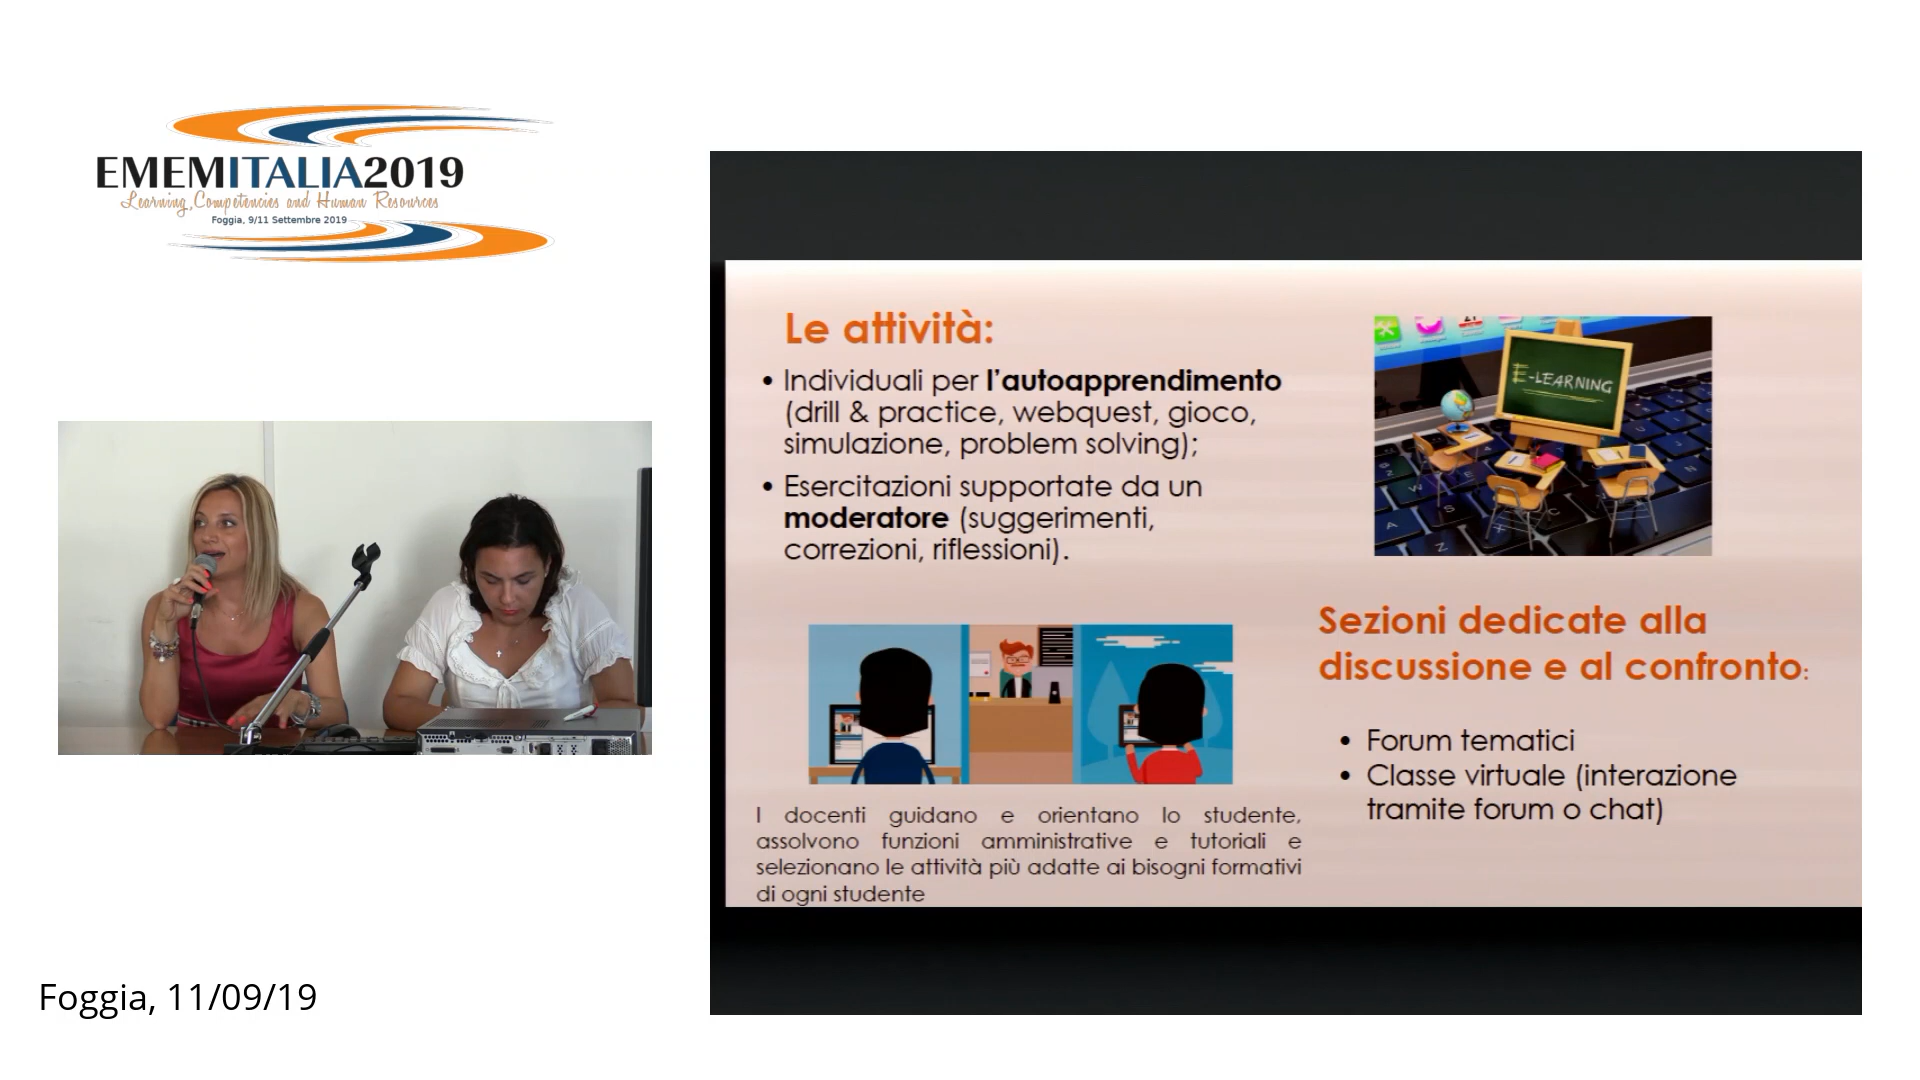 EMEMITALIA2019
Learning, Competencies and Human Resources
Foggia, 9/11 Settembre 2019
Le attività:
• Individuali per l’autoapprendimento
(drill & practice, webquest, gioco,
simulazione, problem solving);
• Esercitazioni supportate da un
moderatore (suggerimenti,
correzioni, riflessioni).
E-LEARNING
I docenti guidano e orientano lo studente,
assolvono funzioni amministrative e tutoriali e
selezionano le attività più adatte ai bisogni formativi
di ogni studente
Sezioni dedicate alla
discussione e al confronto:
• Forum tematici
• Classe virtuale (interazione
tramite forum o chat)
Foggia, 11/09/19